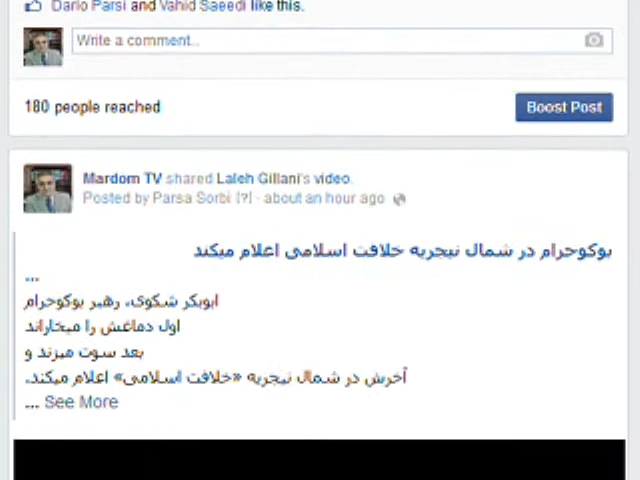 Dario Parsi and Vahid Saeedi like this.
Write a comment..
180 people reached
Boost Post
Mardom TV shared Laleh Gillani's video.
Posted by Parsa Sorbi [?] · about an hour ago
بوکوحرام در شمال نیجریه خلافت اسلامی اعلام میکند
...
ابوبکر شکوی، رهبر بوکوحرام
اول دماغش را میخاراند
بعد سوت میزند و
آخرش در شمال نیجریه «خلافت اسلامی» اعلام میکند.
... See More